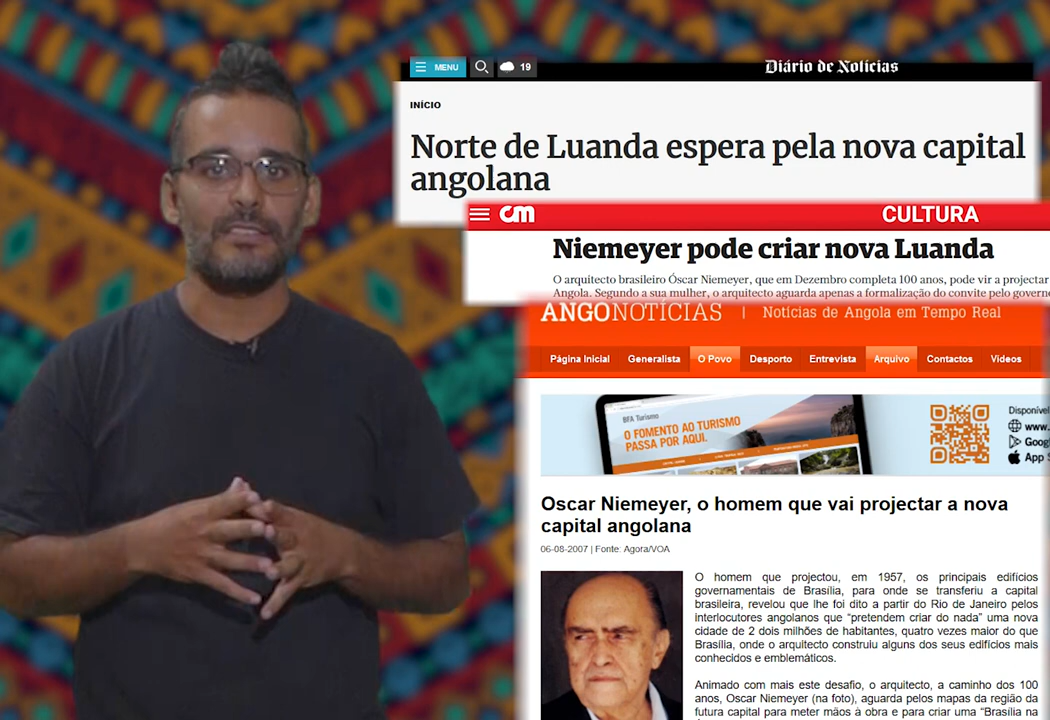 MENU
19
Diário de Notícias
INÍCIO
Norte de Luanda espera pela nova capital
angolana
cm
CULTURA
Niemeyer pode criar nova Luanda
O arquitecto brasileiro Óscar Niemeyer, que em Dezembro completa 100 anos, pode vir a projectar
Angola. Segundo a sua mulher, o arquitecto aguarda apenas a formalização do convite pelo governo
ANGONOTÍCIAS | Notícias de Angola em Tempo Real
Página Inicial Generalista O Povo Desporto Entrevista Arquivo Contactos Vídeos
BFA Turismo
O FOMENTO AO TURISMO
PASSA POR AQUI.
Disponível
www.
Goog
App S
Oscar Niemeyer, o homem que vai projectar a nova
capital angolana
06-08-2007 | Fonte: Agora/VOA
O homem que projectou, em 1957, os principais edifícios
governamentais de Brasília, para onde se transferiu a capital
brasileira, revelou que lhe foi dito a partir do Rio de Janeiro pelos
interlocutores angolanos que “pretendem criar do nada” uma nova
cidade de 2 dois milhões de habitantes, quatro vezes maior do que
Brasília, onde o arquitecto construiu alguns dos seus edifícios mais
conhecidos e emblemáticos.
Animado com mais este desafio, o arquitecto, a caminho dos 100
anos, Oscar Niemeyer (na foto), aguarda pelos mapas da região da
futura capital para meter mãos à obra e para criar uma “Brasília na